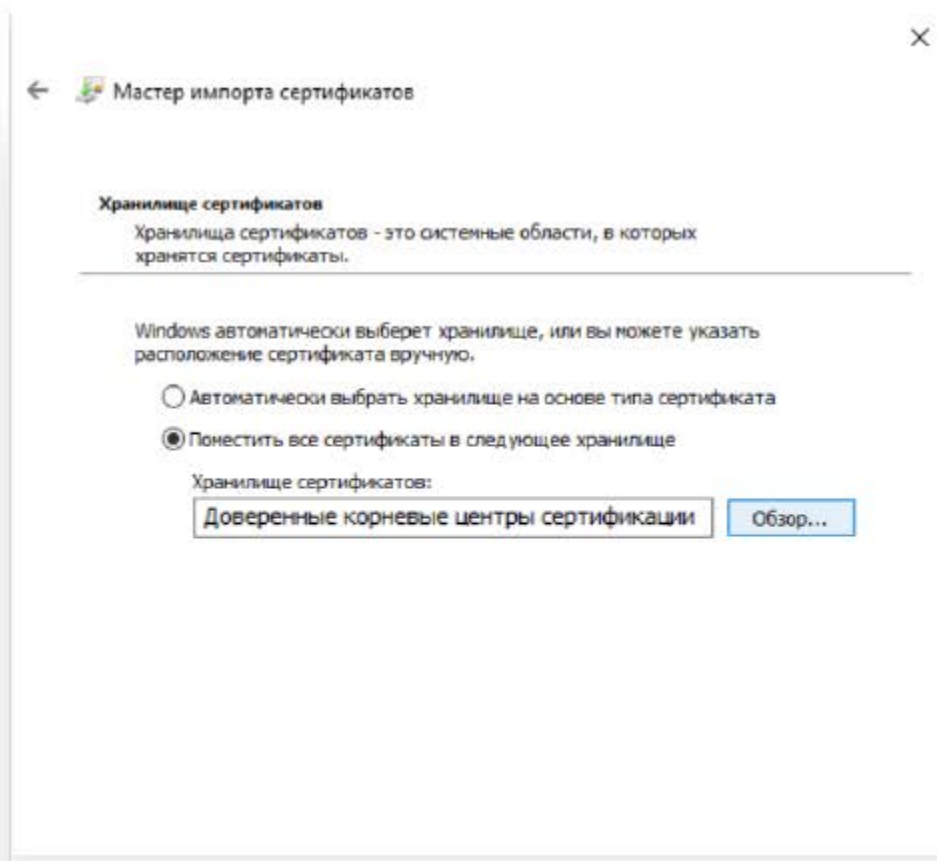 Мастер импорта сертификатов
Хранилище сертификатов
Хранилища сертификатов - это системные области, в которых
хранятся сертификаты.
Windows автоматически выберет хранилище, или вы можете указать
расположение сертификата вручную.
Автоматически выбрать хранилище на основе типа сертификата
Поместить все сертификаты в следующее хранилище
Хранилище сертификатов:
Доверенные корневые центры сертификации
Обзор...